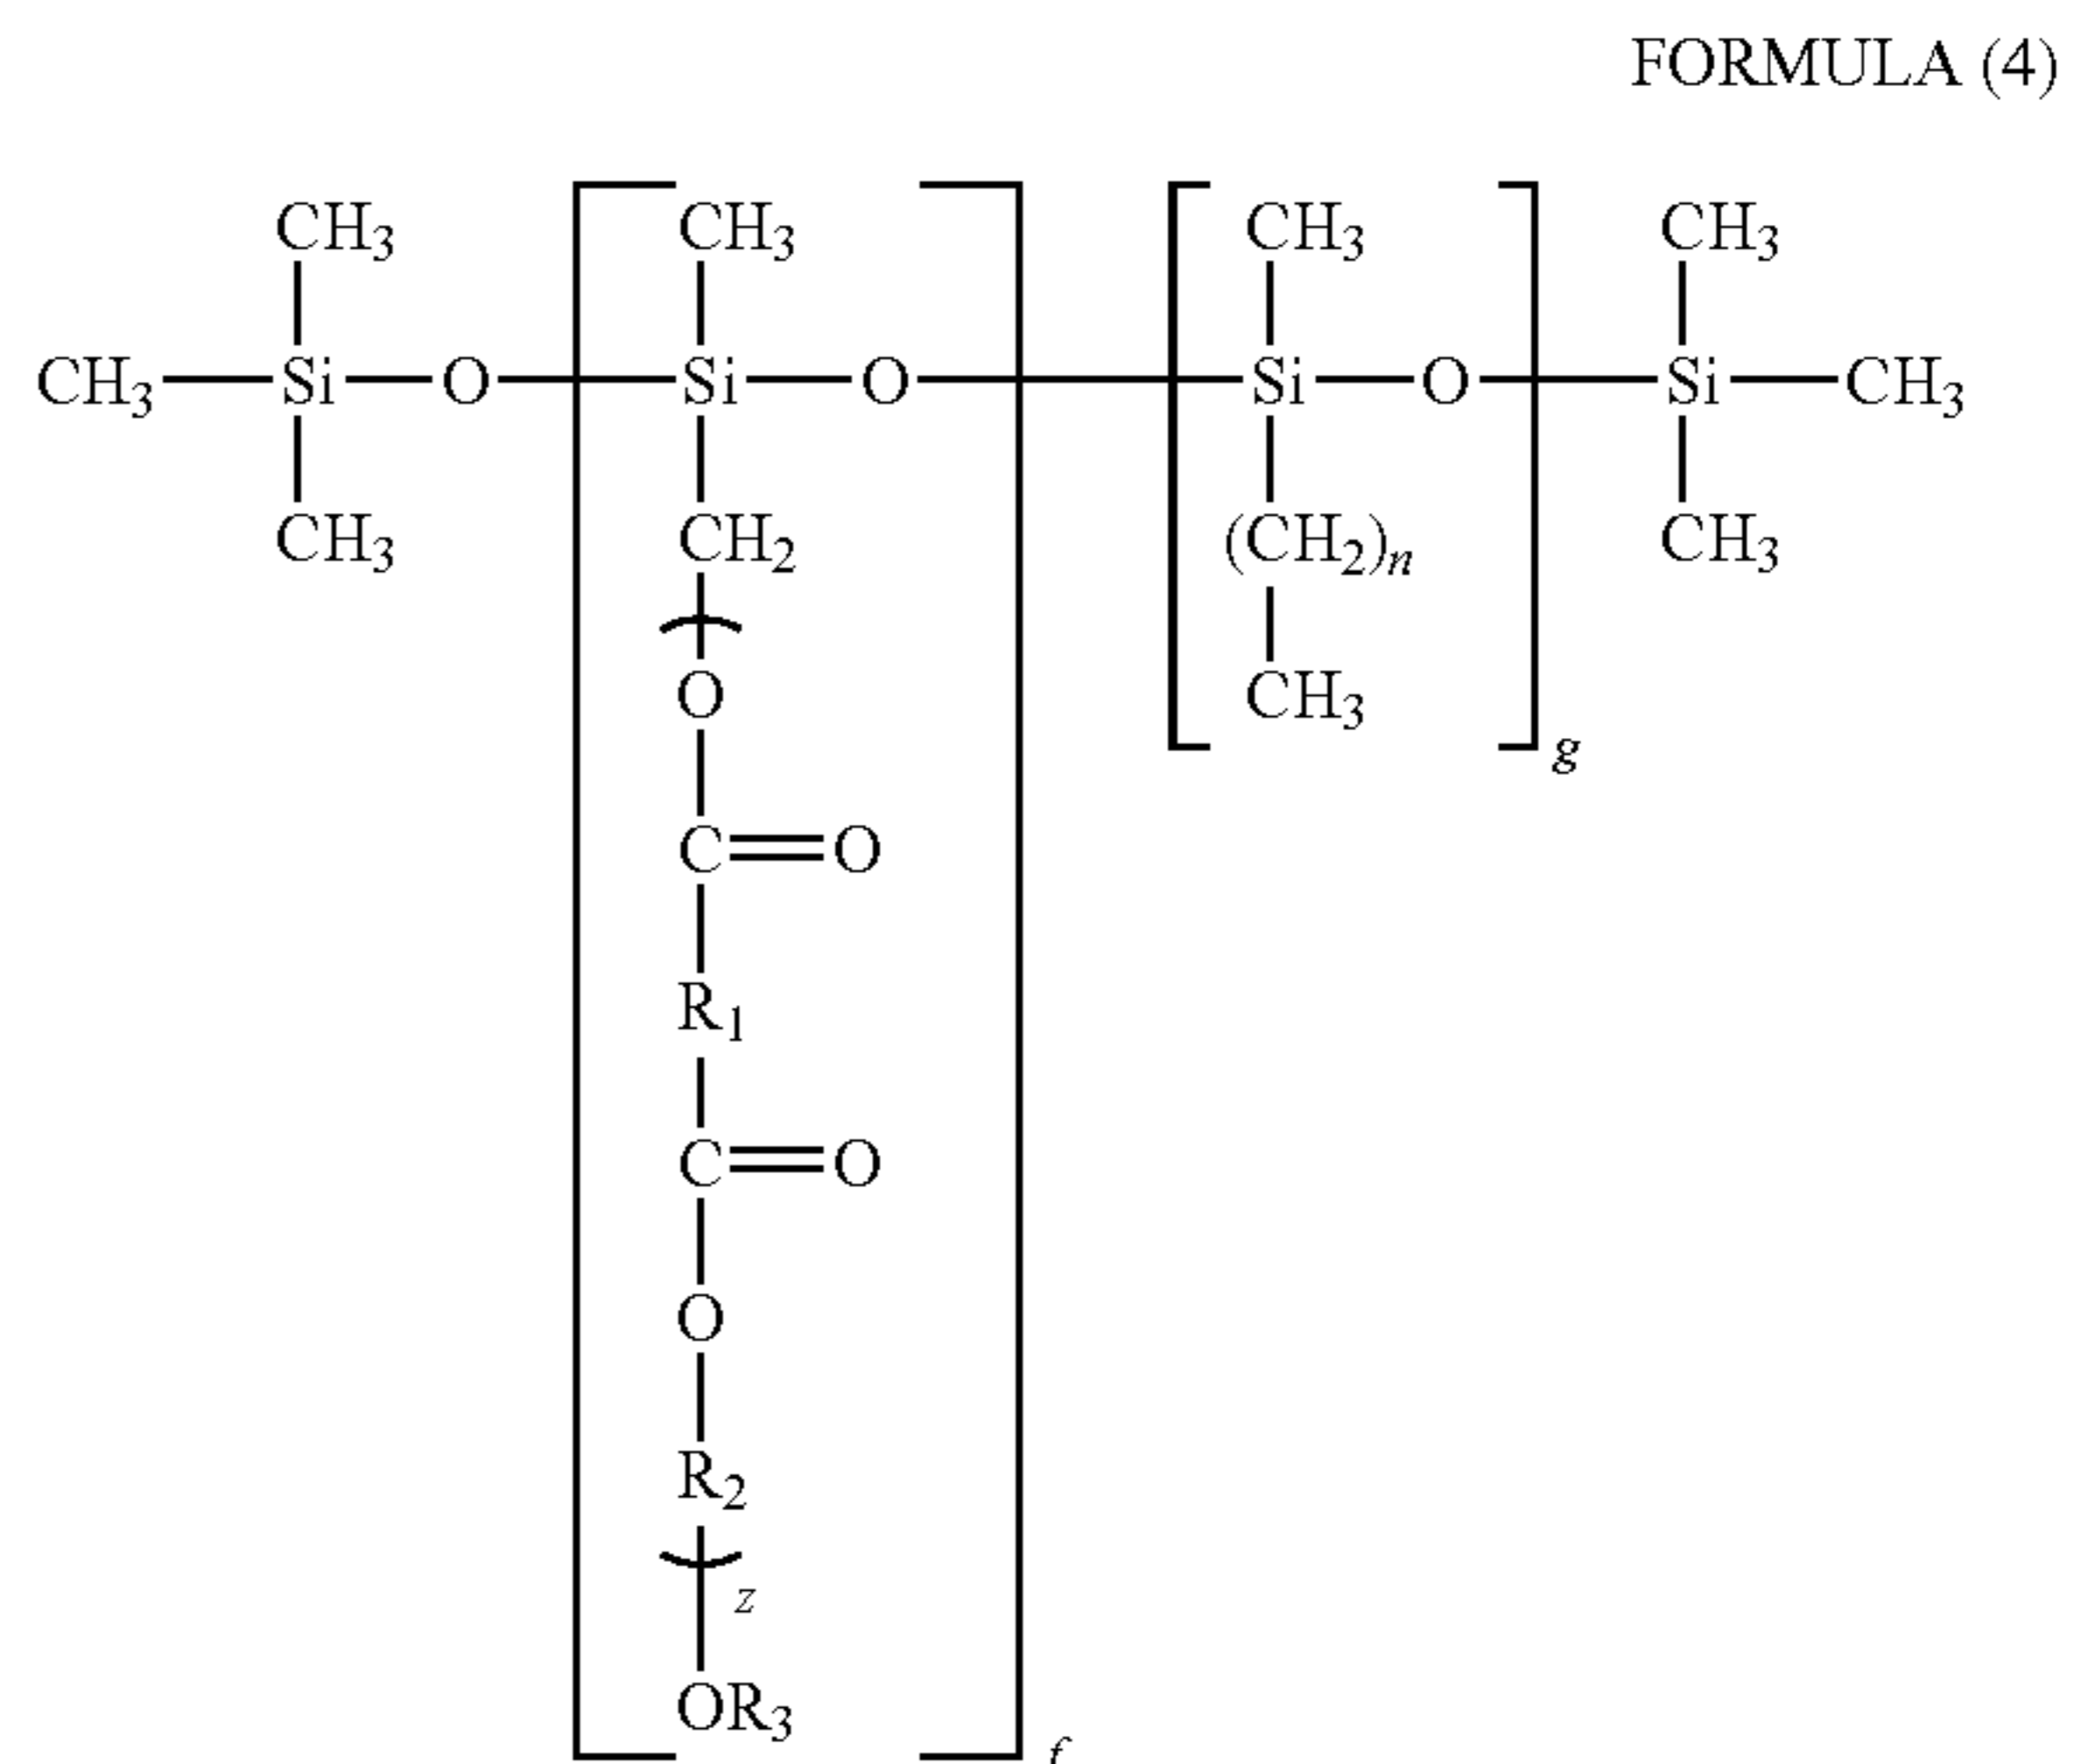 FORMULA (4)
CH3 CH3 CH3 CH3
CH3 Si O Si O Si O Si CH3
CH3 CH2 (CH2)n CH3
O CH3
g
C O
R1
C O
O
R2
z
OR3
f